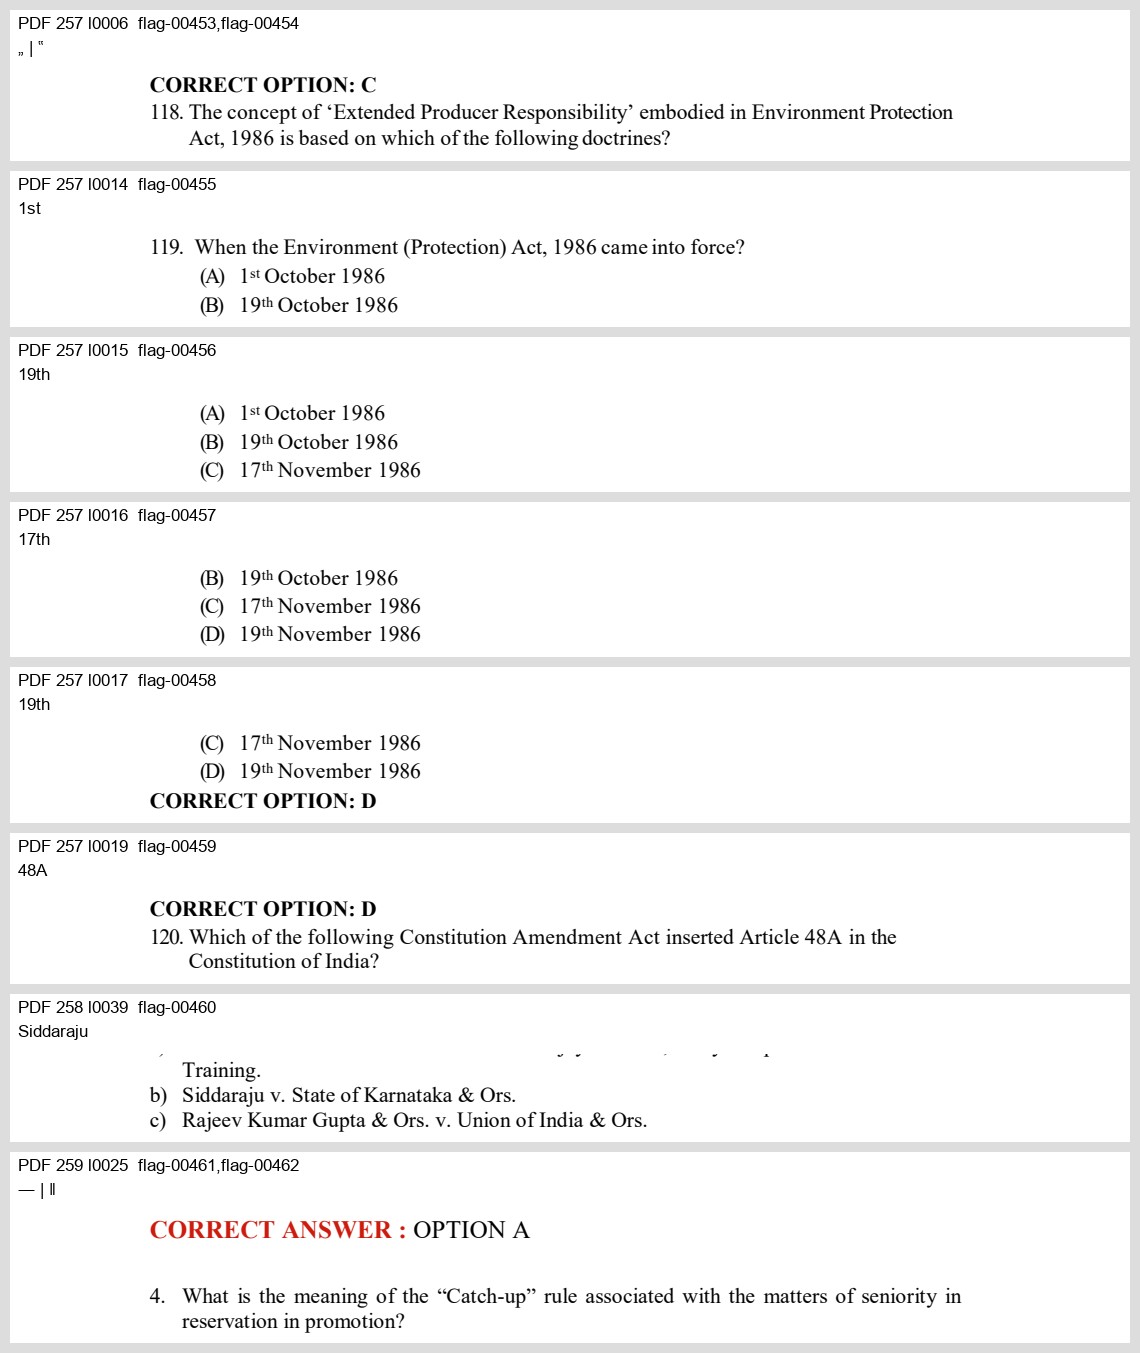 PDF 257 l0006 flag-00453,flag-00454
„ | ‟
CORRECT OPTION: C
118. The concept of ‘Extended Producer Responsibility’ embodied in Environment Protection
Act, 1986 is based on which of the following doctrines?
PDF 257 l0014 flag-00455
1st
119. When the Environment (Protection) Act, 1986 came into force?
(A) 1st October 1986
(B) 19th October 1986
PDF 257 l0015 flag-00456
19th
(A) 1st October 1986
(B) 19th October 1986
(C) 17th November 1986
PDF 257 l0016 flag-00457
17th
(B) 19th October 1986
(C) 17th November 1986
(D) 19th November 1986
PDF 257 l0017 flag-00458
19th
(C) 17th November 1986
(D) 19th November 1986
CORRECT OPTION: D
PDF 257 l0019 flag-00459
48A
CORRECT OPTION: D
120. Which of the following Constitution Amendment Act inserted Article 48A in the
Constitution of India?
PDF 258 l0039 flag-00460
Siddaraju
Training.
b) Siddaraju v. State of Karnataka & Ors.
c) Rajeev Kumar Gupta & Ors. v. Union of India & Ors.
PDF 259 l0025 flag-00461,flag-00462
― | ‖
CORRECT ANSWER : OPTION A
4. What is the meaning of the “Catch-up” rule associated with the matters of seniority in
reservation in promotion?